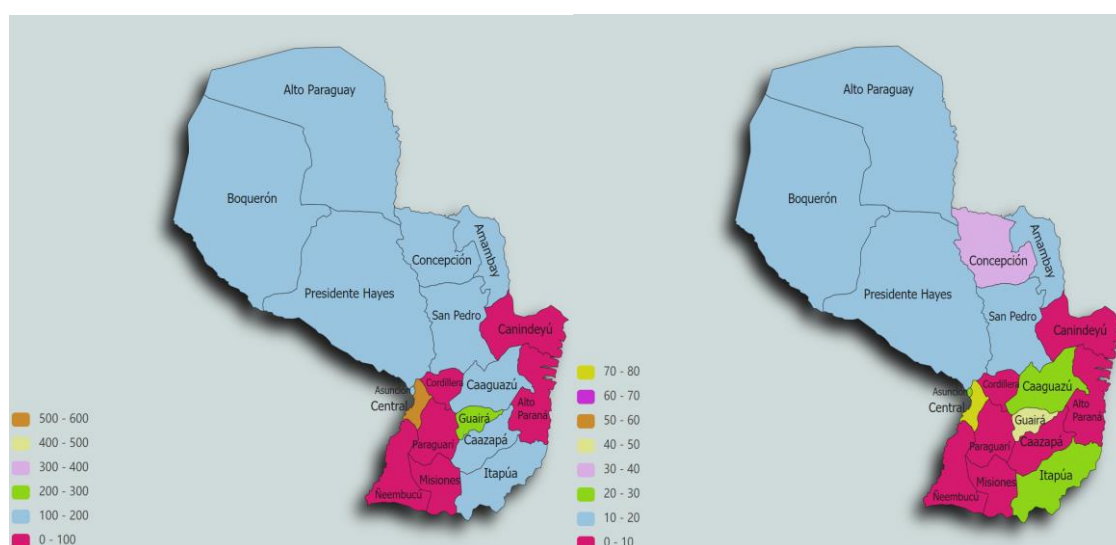 Alto Paraguay
Boquerón
Concepción
Amambay
Presidente Hayes
San Pedro
Canindeyú
Asunción
Central
Cordillera
Caaguazú
Alto
Paraná
Guairá
Paraguarí
Caazapá
Itapúa
Misiones
Ñeembucú
500 - 600
400 - 500
300 - 400
200 - 300
100 - 200
0 - 100
Alto Paraguay
Boquerón
Concepción
Amambay
Presidente Hayes
San Pedro
Canindeyú
Asunción
Central
Cordillera
Caaguazú
Alto
Paraná
Guairá
Paraguarí
Caazapá
Itapúa
Misiones
Ñeembucú
70 - 80
60 - 70
50 - 60
40 - 50
30 - 40
20 - 30
10 - 20
0 - 10